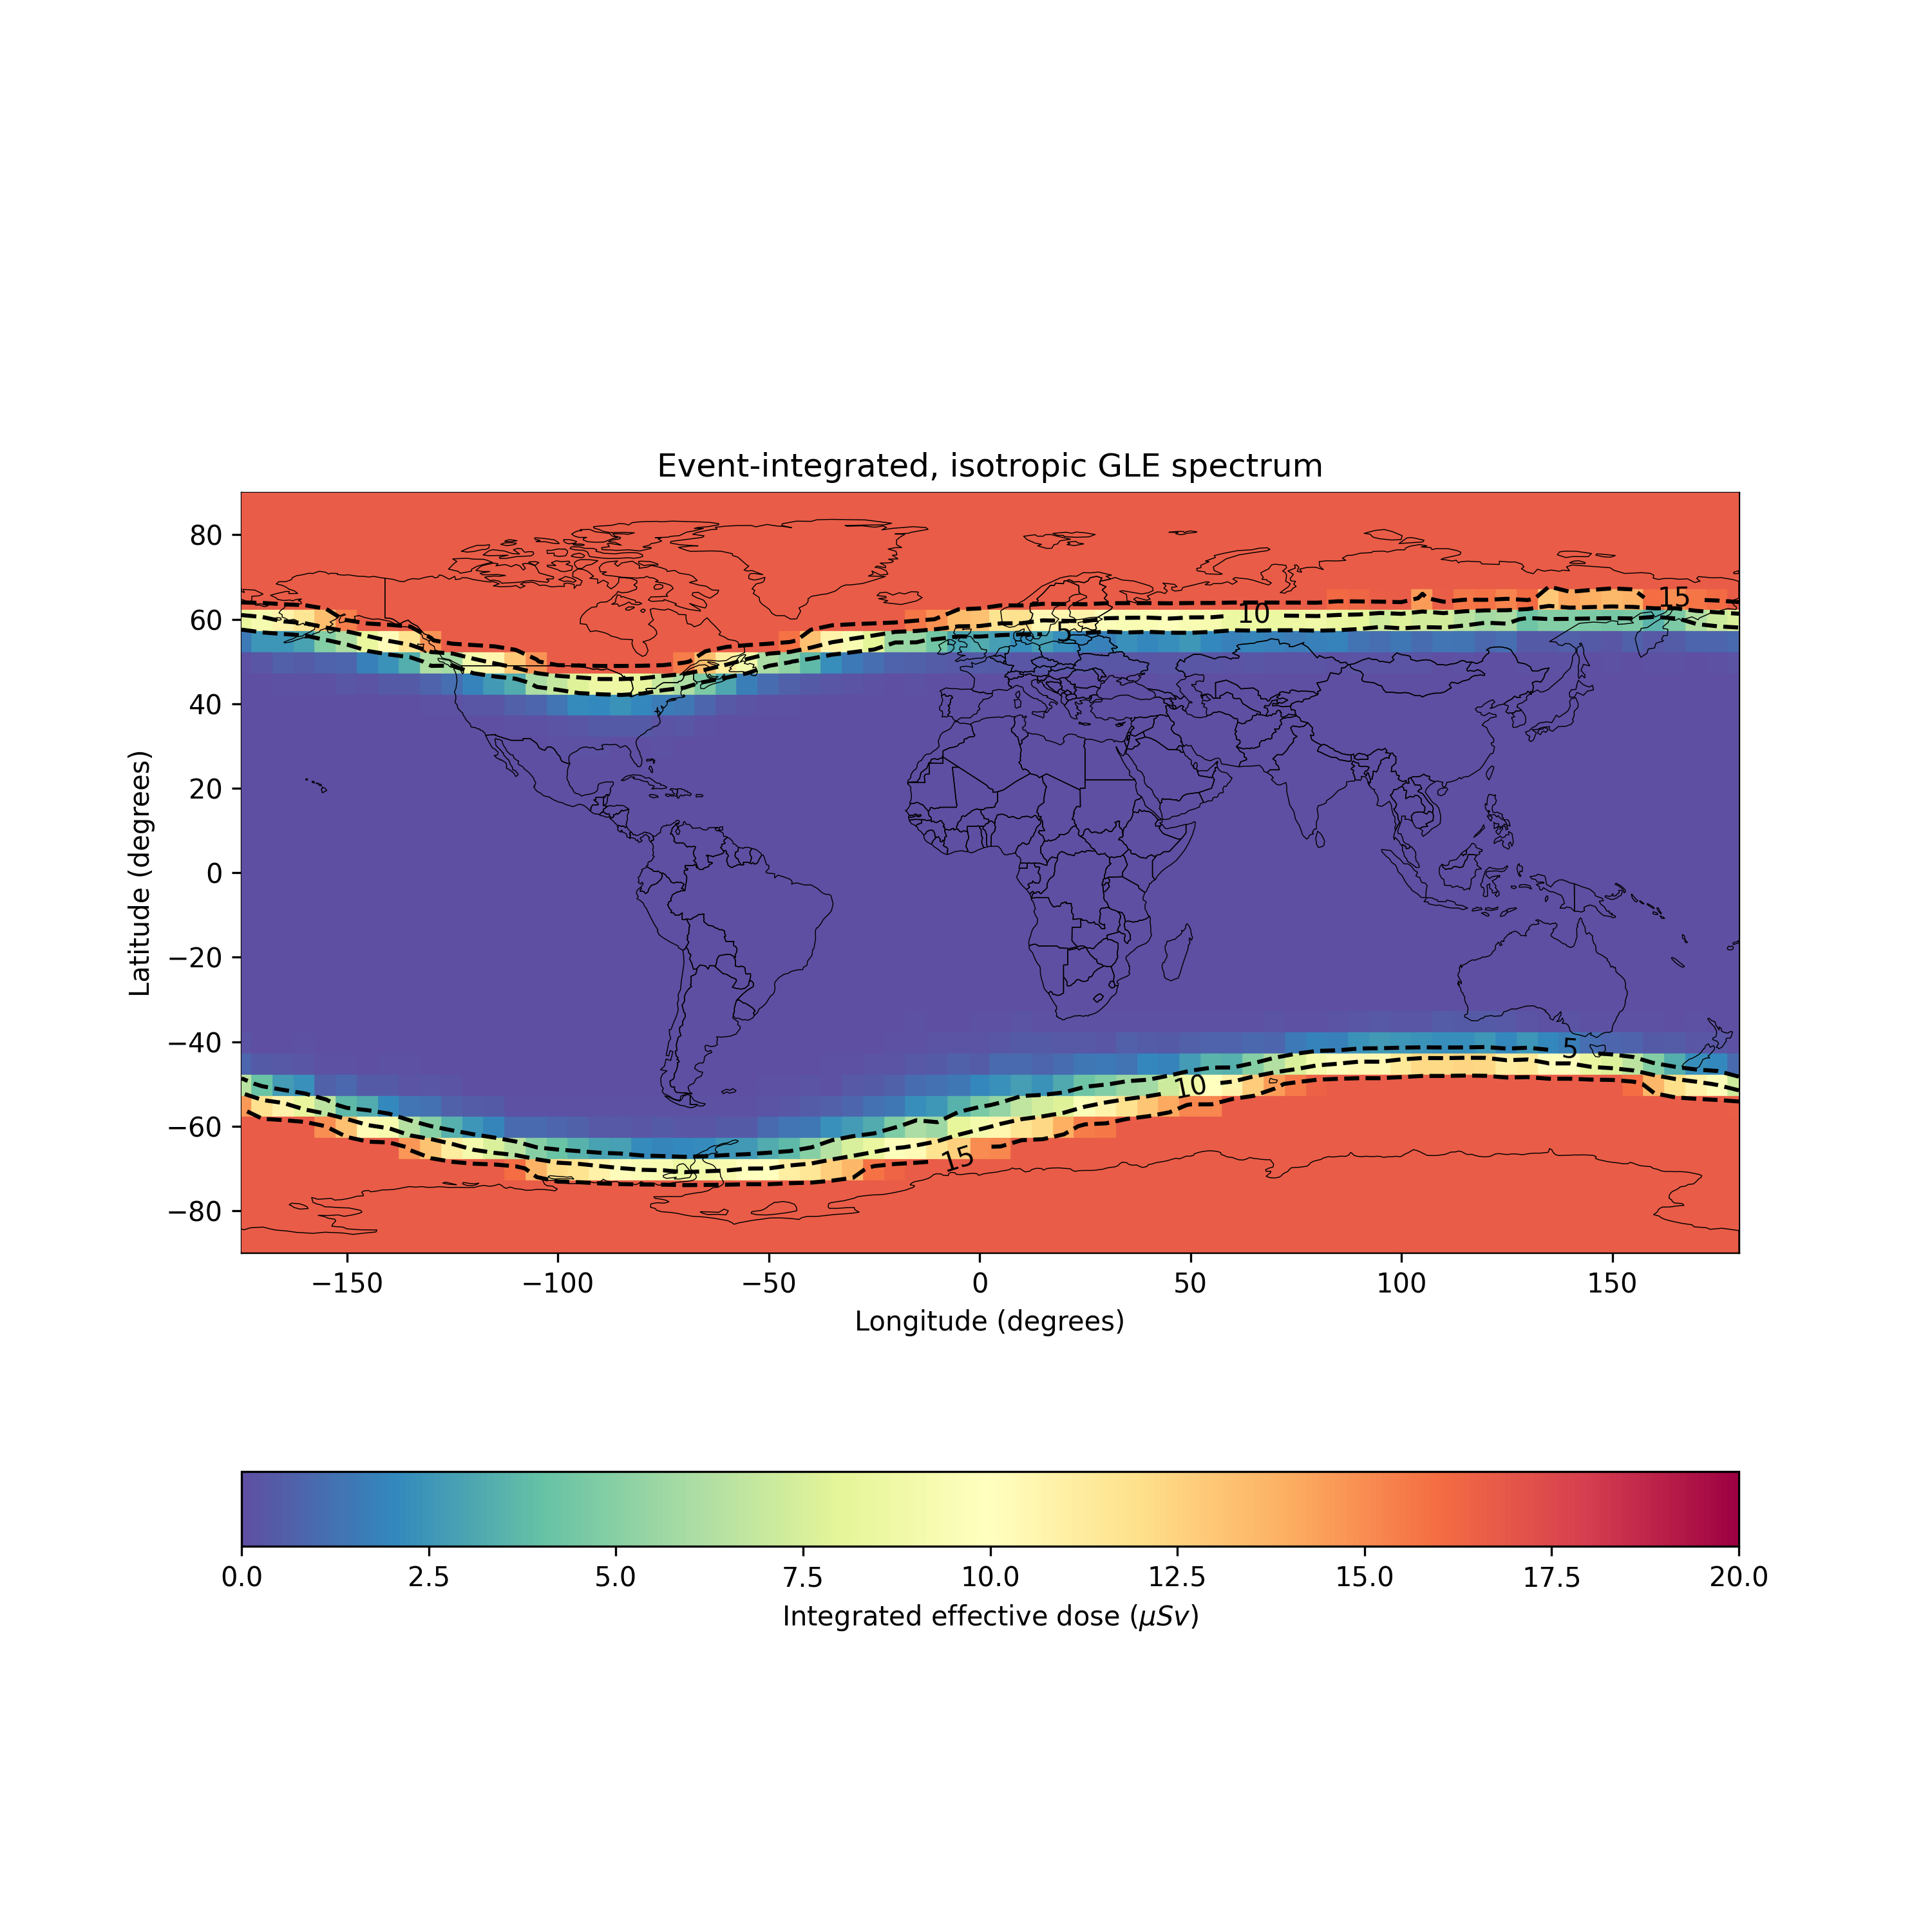 Event-integrated, isotropic GLE spectrum
80
60
40
20
0
−20
−40
−60
−80
Latitude (degrees)
15
10
5
5
10
15
−150 −100 −50 0 50 100 150
Longitude (degrees)
0.0 2.5 5.0 7.5 10.0 12.5 15.0 17.5 20.0
Integrated effective dose (μSv)